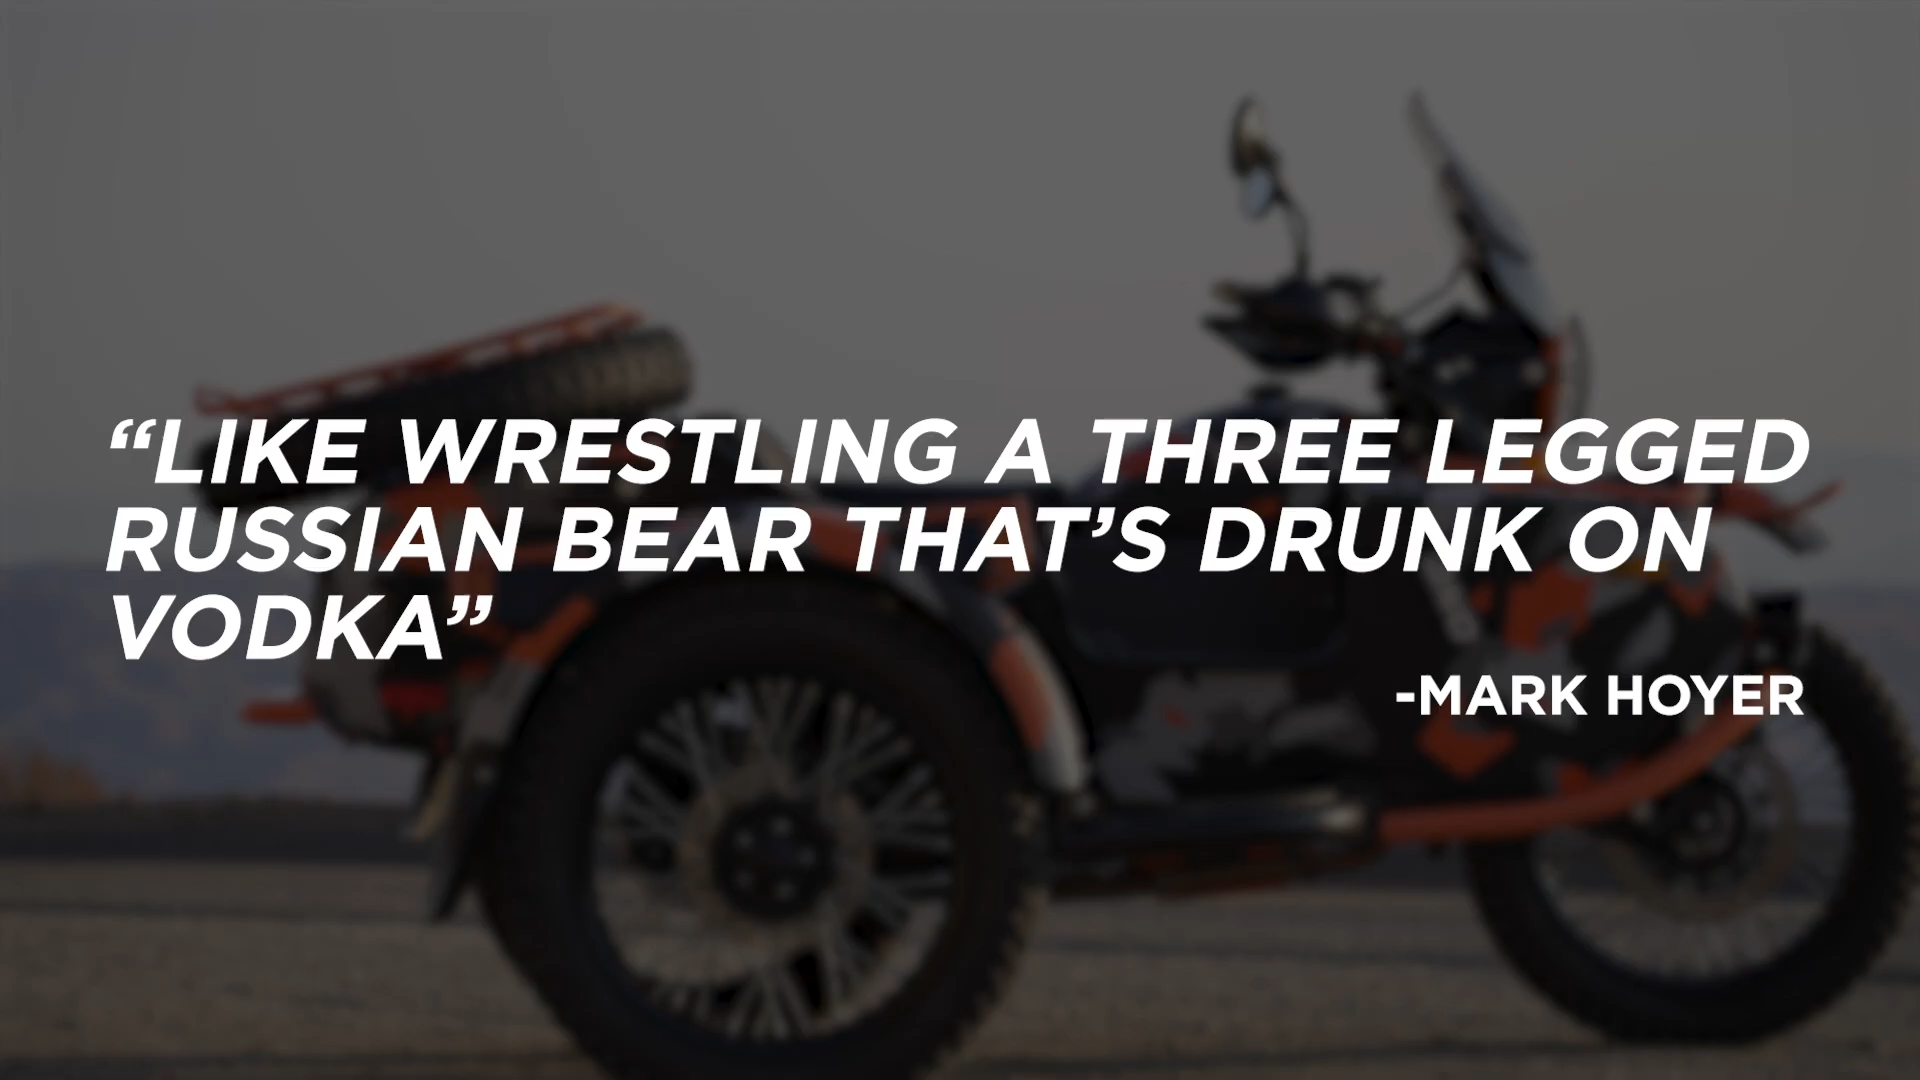 “LIKE WRESTLING A THREE LEGGED
RUSSIAN BEAR THAT’S DRUNK ON
VODKA”
-MARK HOYER